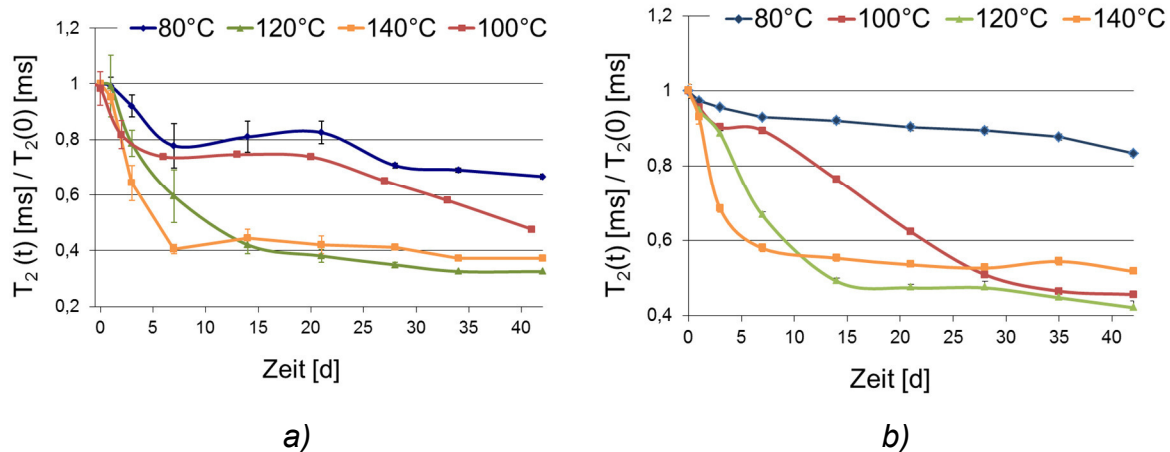 80°C 120°C 140°C 100°C
1,2
1
0,8
0,6
0,4
0,2
T2 (t) [ms] / T2(0) [ms]
0 5 10 15 20 25 30 35 40
Zeit [d]
a)
80°C 100°C 120°C 140°C
1,2
1
0,8
0,6
0,4
T2(t) [ms] / T2(0) [ms]
0 5 10 15 20 25 30 35 40
Zeit [d]
b)